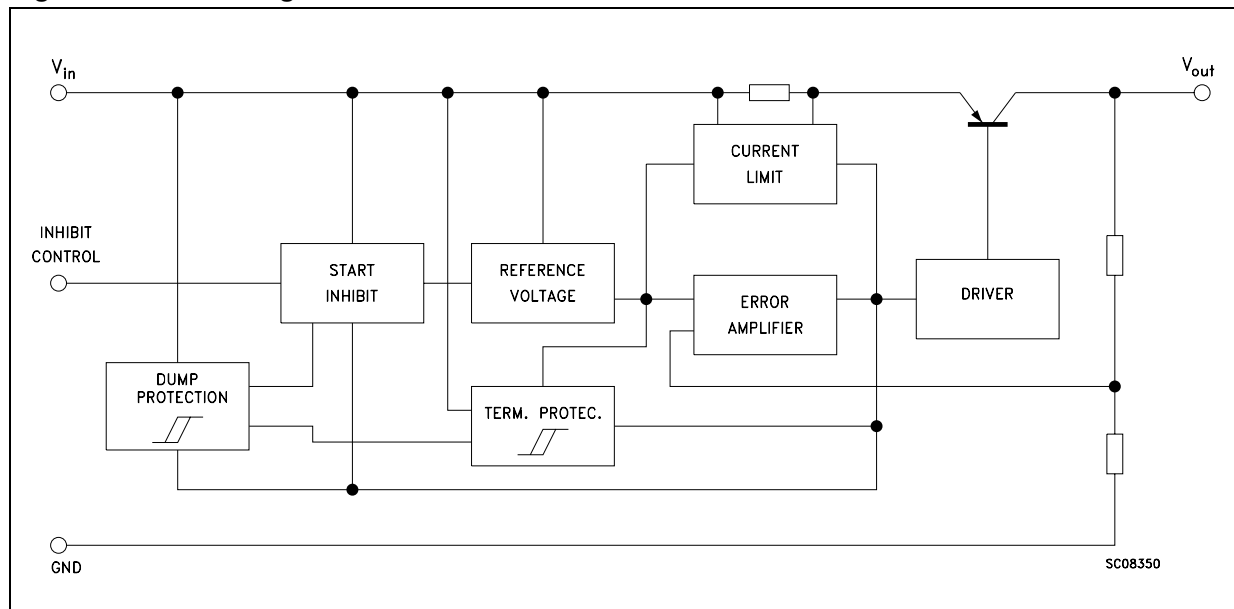 Vin
Vout
CURRENT
LIMIT
INHIBIT
CONTROL
START
INHIBIT
REFERENCE
VOLTAGE
ERROR
AMPLIFIER
DRIVER
DUMP
PROTECTION
TERM. PROTEC.
GND
SC08350